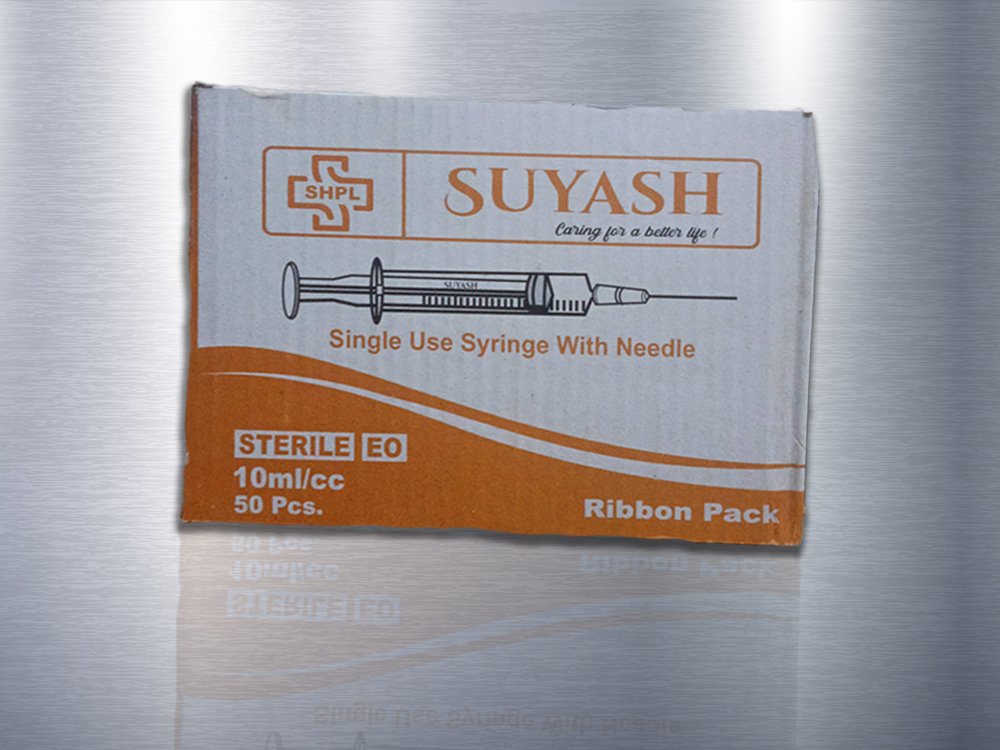 SHPL
SUYASH
Caring for a better life !
SUYASH
Single Use Syringe With Needle
STERILE EO
10ml/cc
50 Pcs.
Ribbon Pack